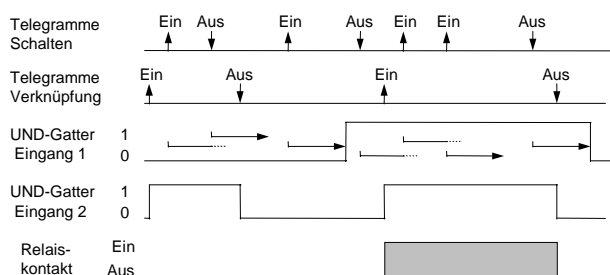 Telegramme Schalten
Ein Aus Ein Aus Ein Ein Aus
Telegramme Verknüpfung
Ein Aus Ein Aus
UND-Gatter 1
Eingang 1 0
UND-Gatter 1
Eingang 2 0
Relais- Ein
kontakt Aus